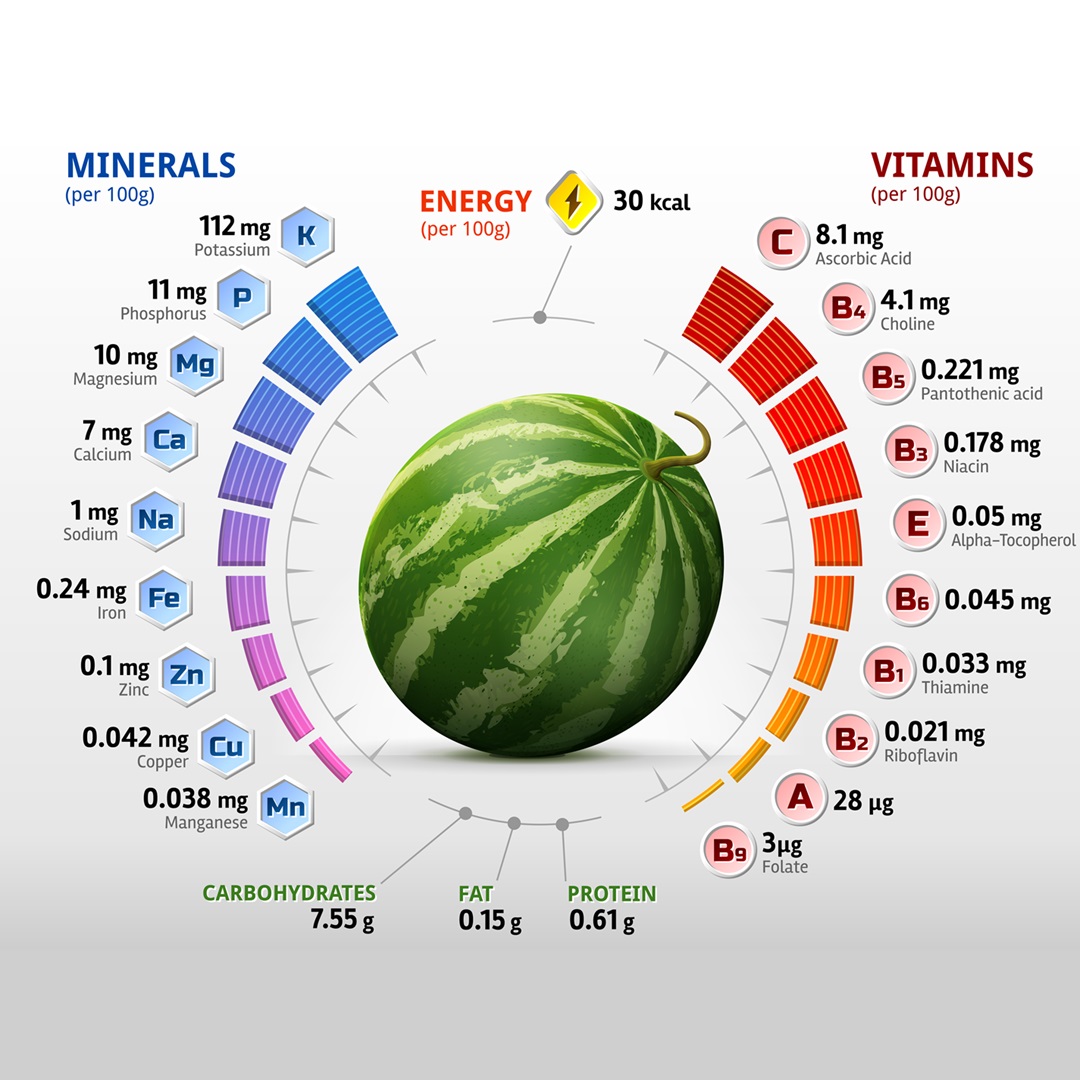 MINERALS
(per 100g)
112 mg
Potassium
K
11 mg
Phosphorus
P
10 mg
Magnesium
Mg
7 mg
Calcium
Ca
1 mg
Sodium
Na
0.24 mg
Iron
Fe
0.1 mg
Zinc
Zn
0.042 mg
Copper
Cu
0.038 mg
Manganese
Mn
ENERGY
(per 100g)
30 kcal
VITAMINS
(per 100g)
C
8.1 mg
Ascorbic Acid
B4
4.1 mg
Choline
B5
0.221 mg
Pantothenic acid
B3
0.178 mg
Niacin
E
0.05 mg
Alpha-Tocopherol
B6
0.045 mg
B1
0.033 mg
Thiamine
B2
0.021 mg
Riboflavin
A
28 µg
B9
3µg
Folate
CARBOHYDRATES
7.55 g
FAT
0.15 g
PROTEIN
0.61 g